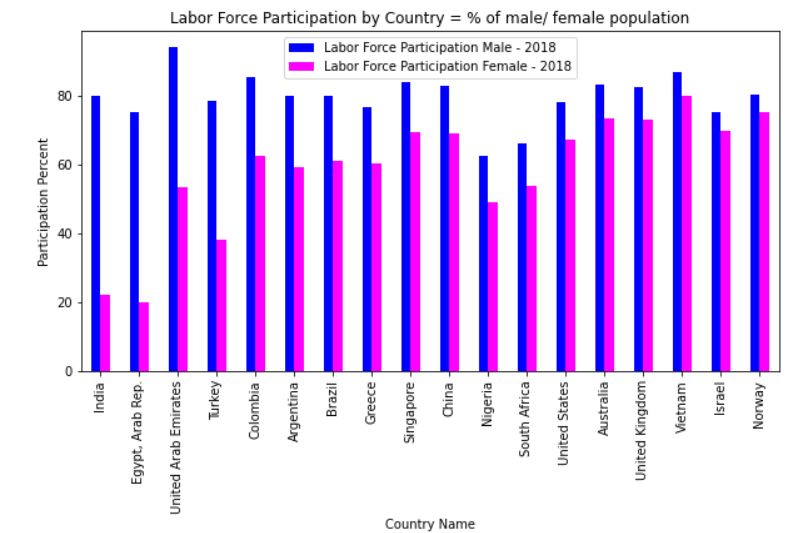 Labor Force Participation by Country = % of male/ female population
Labor Force Participation Male - 2018
Labor Force Participation Female - 2018
Participation Percent
80
60
40
20
0
India
Egypt, Arab Rep.
United Arab Emirates
Turkey
Colombia
Argentina
Brazil
Greece
Singapore
China
Nigeria
South Africa
United States
Australia
United Kingdom
Vietnam
Israel
Norway
Country Name